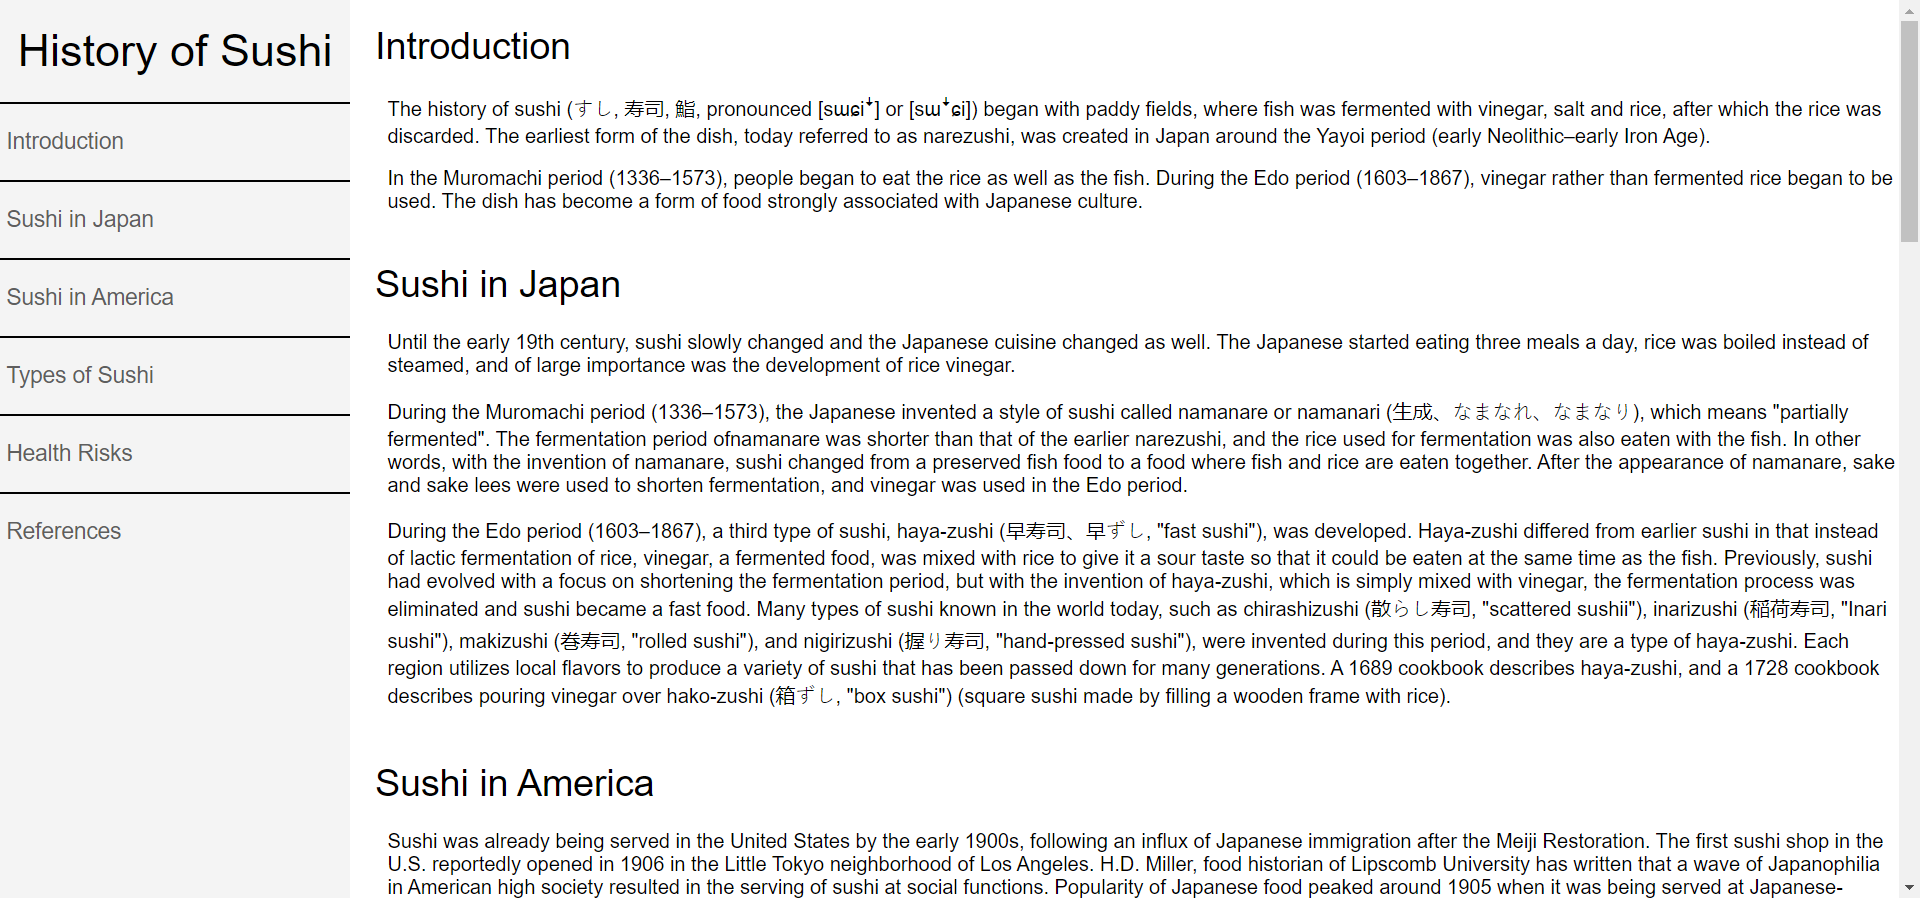 History of Sushi
Introduction
Sushi in Japan
Sushi in America
Types of Sushi
Health Risks
References
Introduction
The history of sushi (すし, 寿司, 鮨, pronounced [sɯɕiꜜ] or [sɯꜜɕi]) began with paddy fields, where fish was fermented with vinegar, salt and rice, after which the rice was
discarded. The earliest form of the dish, today referred to as narezushi, was created in Japan around the Yayoi period (early Neolithic–early Iron Age).
In the Muromachi period (1336–1573), people began to eat the rice as well as the fish. During the Edo period (1603–1867), vinegar rather than fermented rice began to be
used. The dish has become a form of food strongly associated with Japanese culture.
Sushi in Japan
Until the early 19th century, sushi slowly changed and the Japanese cuisine changed as well. The Japanese started eating three meals a day, rice was boiled instead of
steamed, and of large importance was the development of rice vinegar.
During the Muromachi period (1336–1573), the Japanese invented a style of sushi called namanare or namanari (生成、なまなれ、なまなり), which means "partially
fermented". The fermentation period ofnamanare was shorter than that of the earlier narezushi, and the rice used for fermentation was also eaten with the fish. In other
words, with the invention of namanare, sushi changed from a preserved fish food to a food where fish and rice are eaten together. After the appearance of namanare, sake
and sake lees were used to shorten fermentation, and vinegar was used in the Edo period.
During the Edo period (1603–1867), a third type of sushi, haya-zushi (早寿司、早ずし, "fast sushi"), was developed. Haya-zushi differed from earlier sushi in that instead
of lactic fermentation of rice, vinegar, a fermented food, was mixed with rice to give it a sour taste so that it could be eaten at the same time as the fish. Previously, sushi
had evolved with a focus on shortening the fermentation period, but with the invention of haya-zushi, which is simply mixed with vinegar, the fermentation process was
eliminated and sushi became a fast food. Many types of sushi known in the world today, such as chirashizushi (散らし寿司, "scattered sushii"), inarizushi (稲荷寿司, "Inari
sushi"), makizushi (巻寿司, "rolled sushi"), and nigirizushi (握り寿司, "hand-pressed sushi"), were invented during this period, and they are a type of haya-zushi. Each
region utilizes local flavors to produce a variety of sushi that has been passed down for many generations. A 1689 cookbook describes haya-zushi, and a 1728 cookbook
describes pouring vinegar over hako-zushi (箱ずし, "box sushi") (square sushi made by filling a wooden frame with rice).
Sushi in America
Sushi was already being served in the United States by the early 1900s, following an influx of Japanese immigration after the Meiji Restoration. The first sushi shop in the
U.S. reportedly opened in 1906 in the Little Tokyo neighborhood of Los Angeles. H.D. Miller, food historian of Lipscomb University has written that a wave of Japanophilia
in American high society resulted in the serving of sushi at social functions. Popularity of Japanese food peaked around 1905 when it was being served at Japanese-